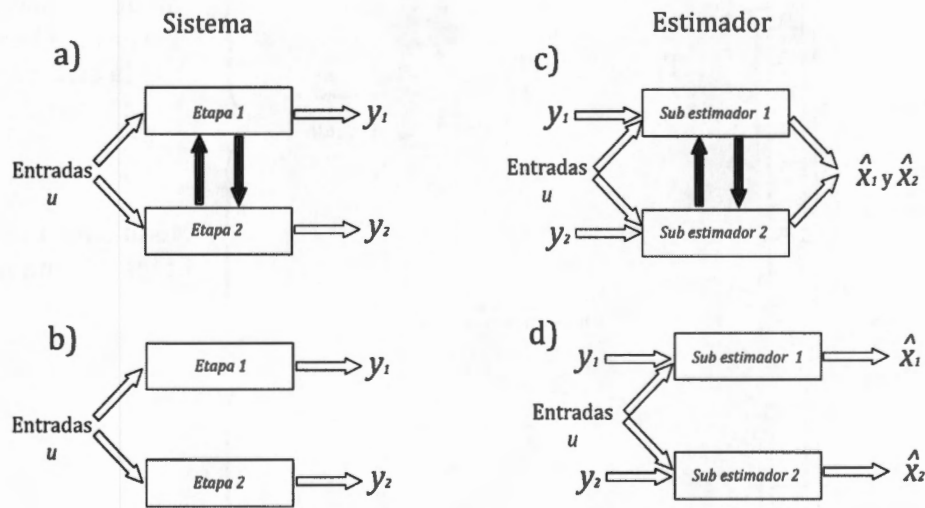 Sistema
a)
Etapa 1
y₁
Entradas
u
Etapa 2
y₂
b)
Etapa 1
y₁
Entradas
u
Etapa 2
y₂
Estimador
c)
y₁
Sub estimador 1
Entradas
u
x̂₁ y x̂₂
y₂
Sub estimador 2
d)
y₁
Sub estimador 1
x̂₁
Entradas
u
y₂
Sub estimador 2
x̂₂